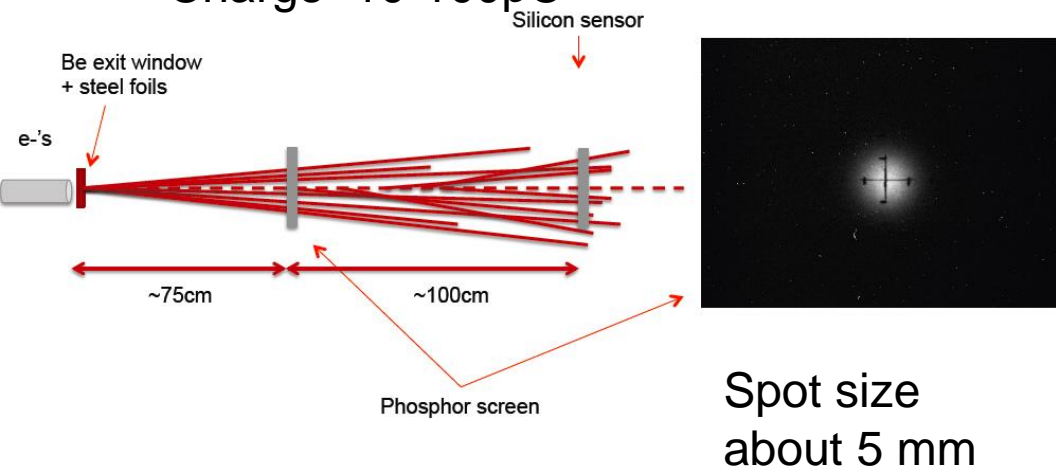 Silicon sensor
Be exit window
+ steel foils
e-'s
~75cm
~100cm
Phosphor screen
Spot size
about 5 mm